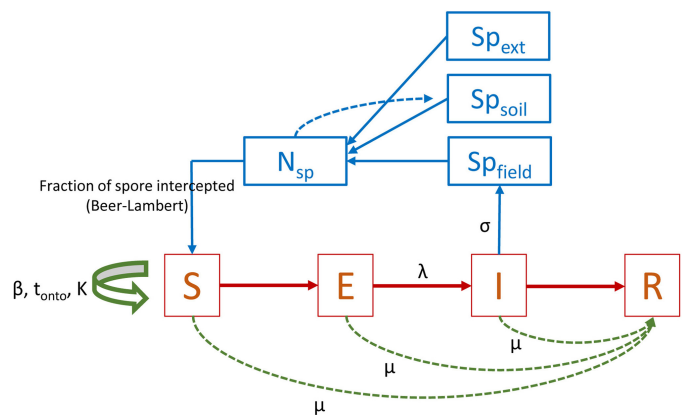 Sp_ext
Sp_soil
N_sp
Sp_field
Fraction of spore intercepted
(Beer-Lambert)
σ
λ
β, t_onto, K
S
E
I
R
μ
μ
μ